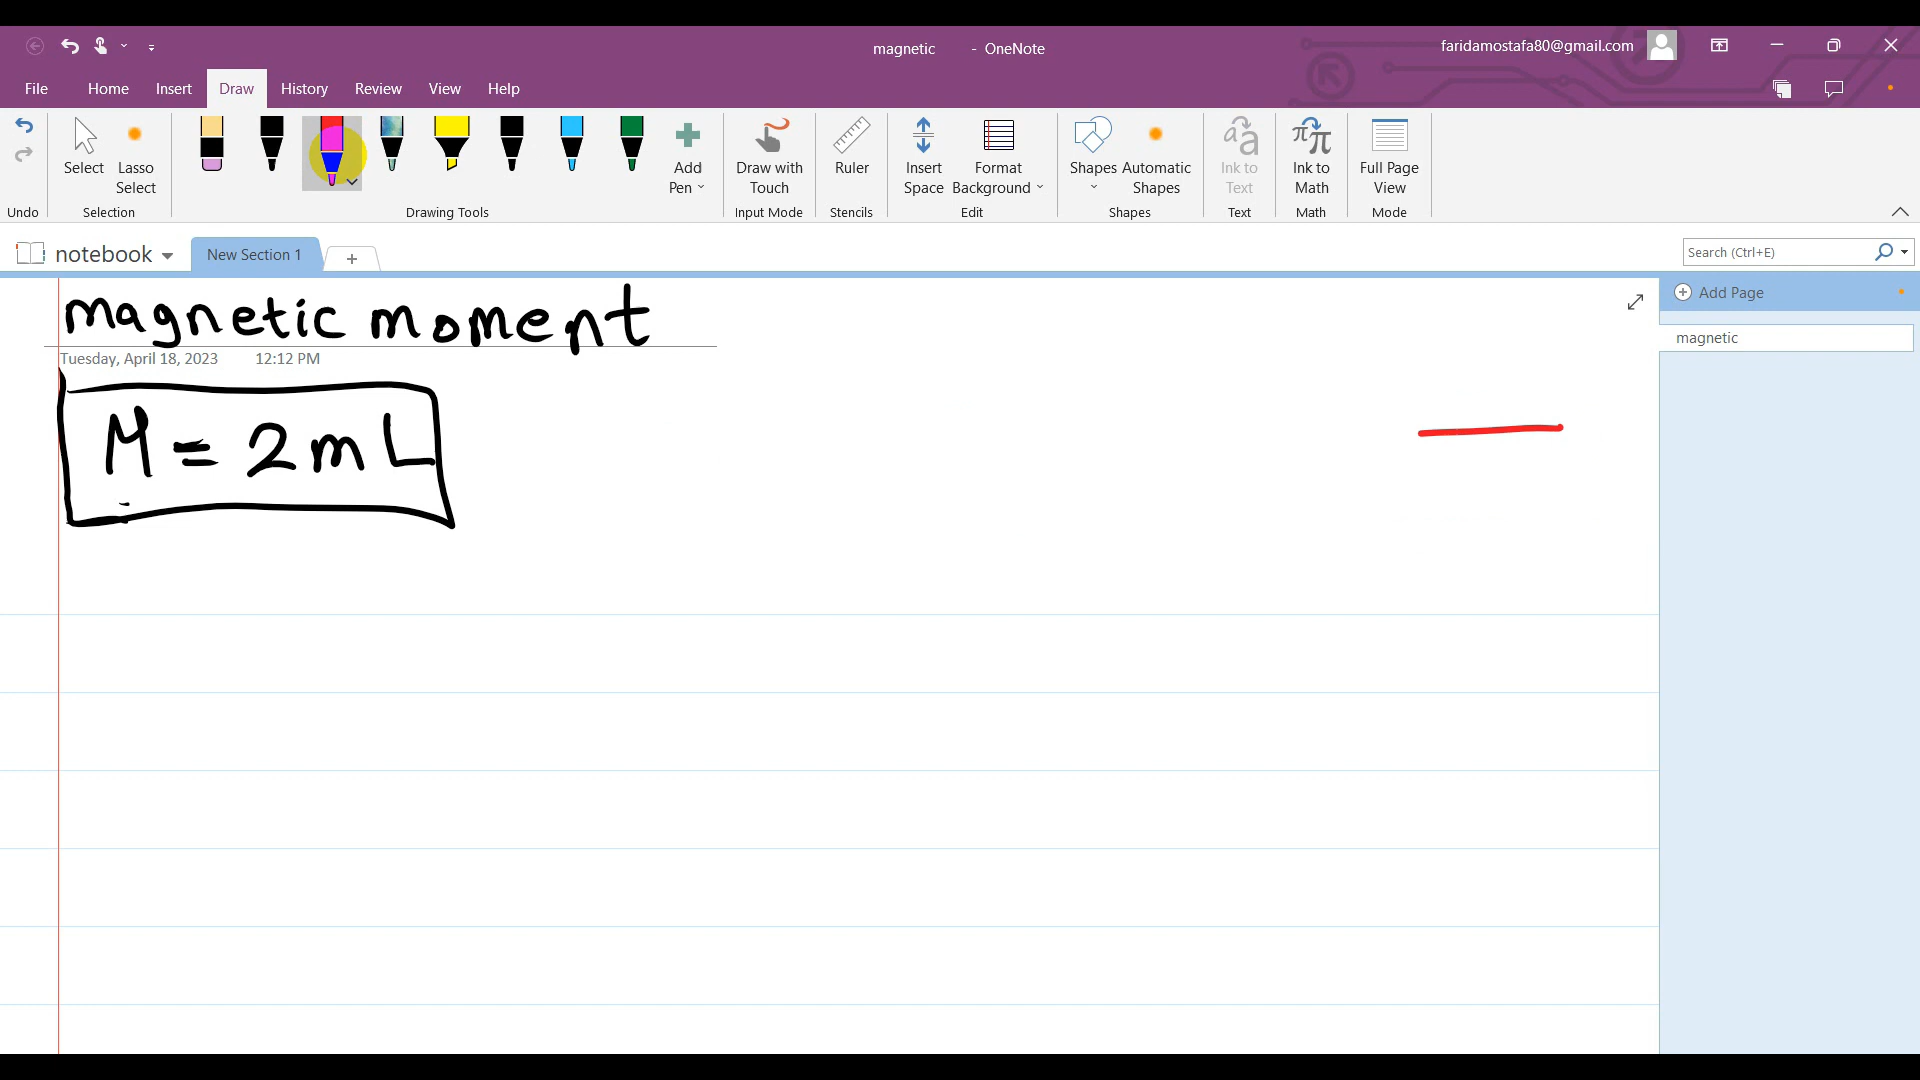 magnetic - OneNote
faridamostafa80@gmail.com
File Home Insert Draw History Review View Help
Select
Lasso
Select
Add
Pen
Draw with
Touch
Ruler
Insert
Space
Format
Background
Shapes
Automatic
Shapes
Ink to
Text
Ink to
Math
Full Page
View
Undo Selection Drawing Tools Input Mode Stencils Edit Shapes Text Math Mode
notebook New Section 1 + Search (Ctrl+E)
Add Page
magnetic
magnetic moment
Tuesday, April 18, 2023 12:12 PM
M = 2mL